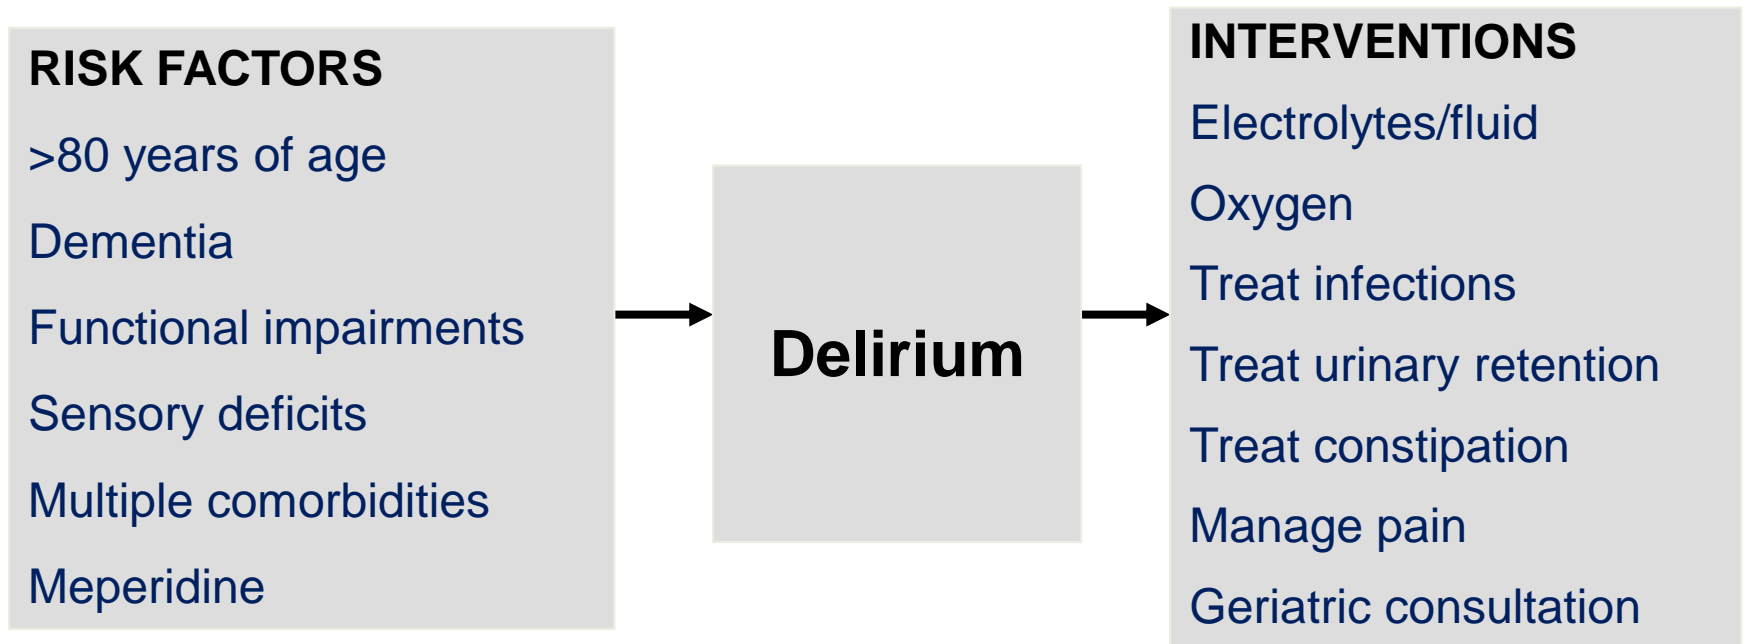 RISK FACTORS
>80 years of age
Dementia
Functional impairments
Sensory deficits
Multiple comorbidities
Meperidine
Delirium
INTERVENTIONS
Electrolytes/fluid
Oxygen
Treat infections
Treat urinary retention
Treat constipation
Manage pain
Geriatric consultation